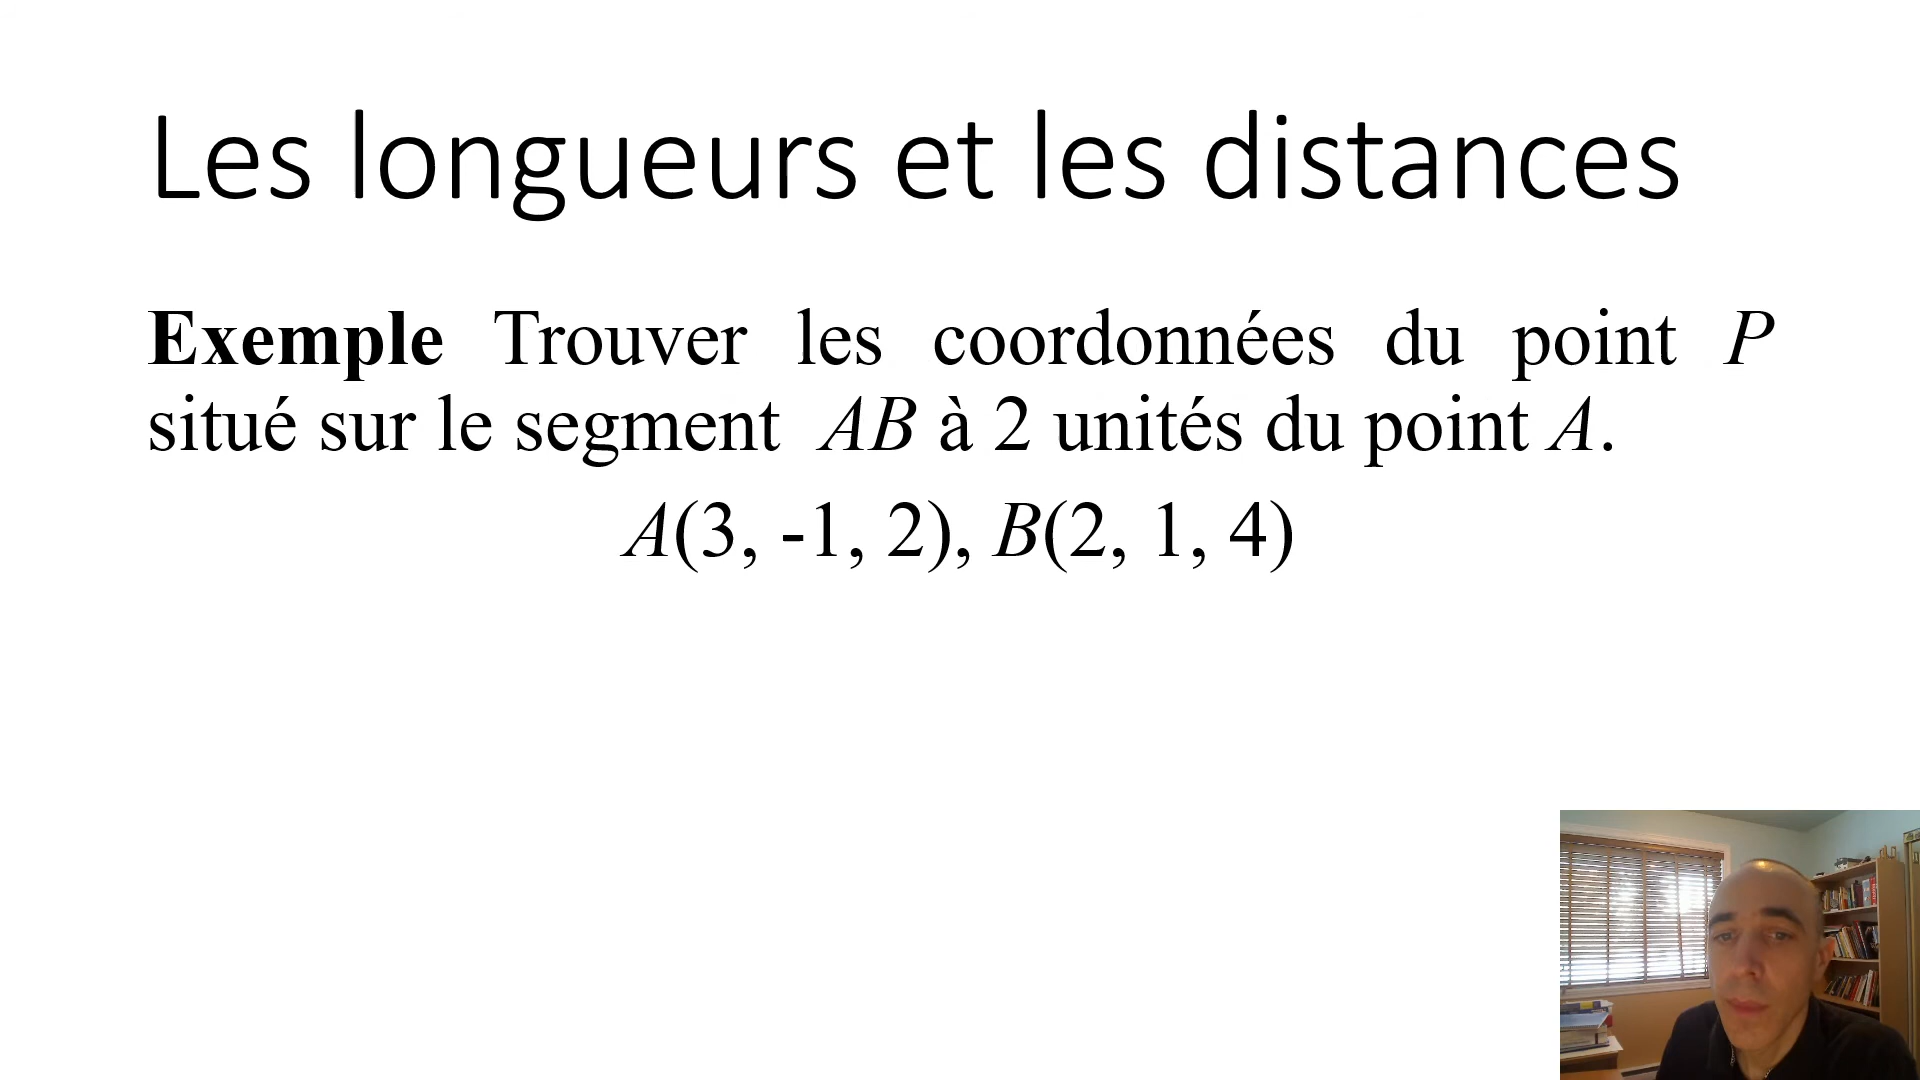 Les longueurs et les distances
Exemple Trouver les coordonnées du point P
situé sur le segment AB à 2 unités du point A.
A(3, -1, 2), B(2, 1, 4)